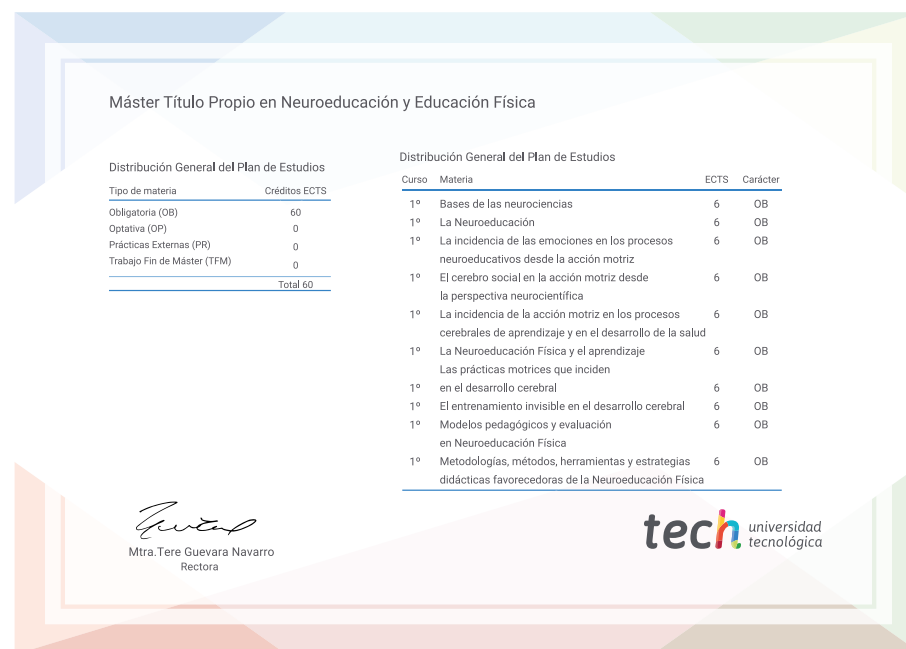 Máster Título Propio en Neuroeducación y Educación Física
Distribución General del Plan de Estudios
Tipo de materia Créditos ECTS
Obligatoria (OB) 60
Optativa (OP) 0
Prácticas Externas (PR) 0
Trabajo Fin de Máster (TFM) 0
Total 60
Distribución General del Plan de Estudios
Curso Materia ECTS Carácter
1º Bases de las neurociencias 6 OB
1º La Neuroeducación 6 OB
1º La incidencia de las emociones en los procesos 6 OB
neuroeducativos desde la acción motriz
1º El cerebro social en la acción motriz desde 6 OB
la perspectiva neurocientífica
1º La incidencia de la acción motriz en los procesos 6 OB
cerebrales de aprendizaje y en el desarrollo de la salud
1º La Neuroeducación Física y el aprendizaje 6 OB
Las prácticas motrices que inciden
1º en el desarrollo cerebral 6 OB
1º El entrenamiento invisible en el desarrollo cerebral 6 OB
1º Modelos pedagógicos y evaluación 6 OB
en Neuroeducación Física
1º Metodologías, métodos, herramientas y estrategias 6 OB
didácticas favorecedoras de la Neuroeducación Física
Mtra.Tere Guevara Navarro
Rectora
tech universidad
tecnológica